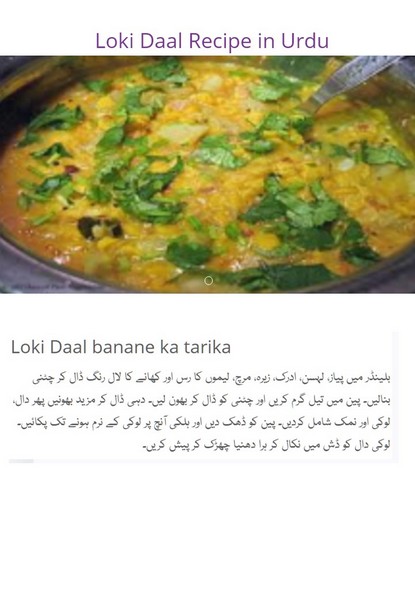 Loki Daal Recipe in Urdu
Loki Daal banane ka tarika
بلینڈر میں پیاز، لہسن، ادرک، زیرہ، مرچ، لیموں کا رس اور کھانے کا لال رنگ ڈال کر چٹنی
بنالیں۔ پین میں تیل گرم کریں اور چٹنی کو ڈال کر بھون لیں۔ دہی ڈال کر مزید بھونیں پھر دال،
لوکی اور نمک شامل کردیں۔ پین کو ڈھک دیں اور ہلکی آنچ پر لوکی کے نرم ہونے تک پکائیں۔
لوکی دال کو ڈش میں نکال کر ہرا دھنیا چھڑک کر پیش کریں۔